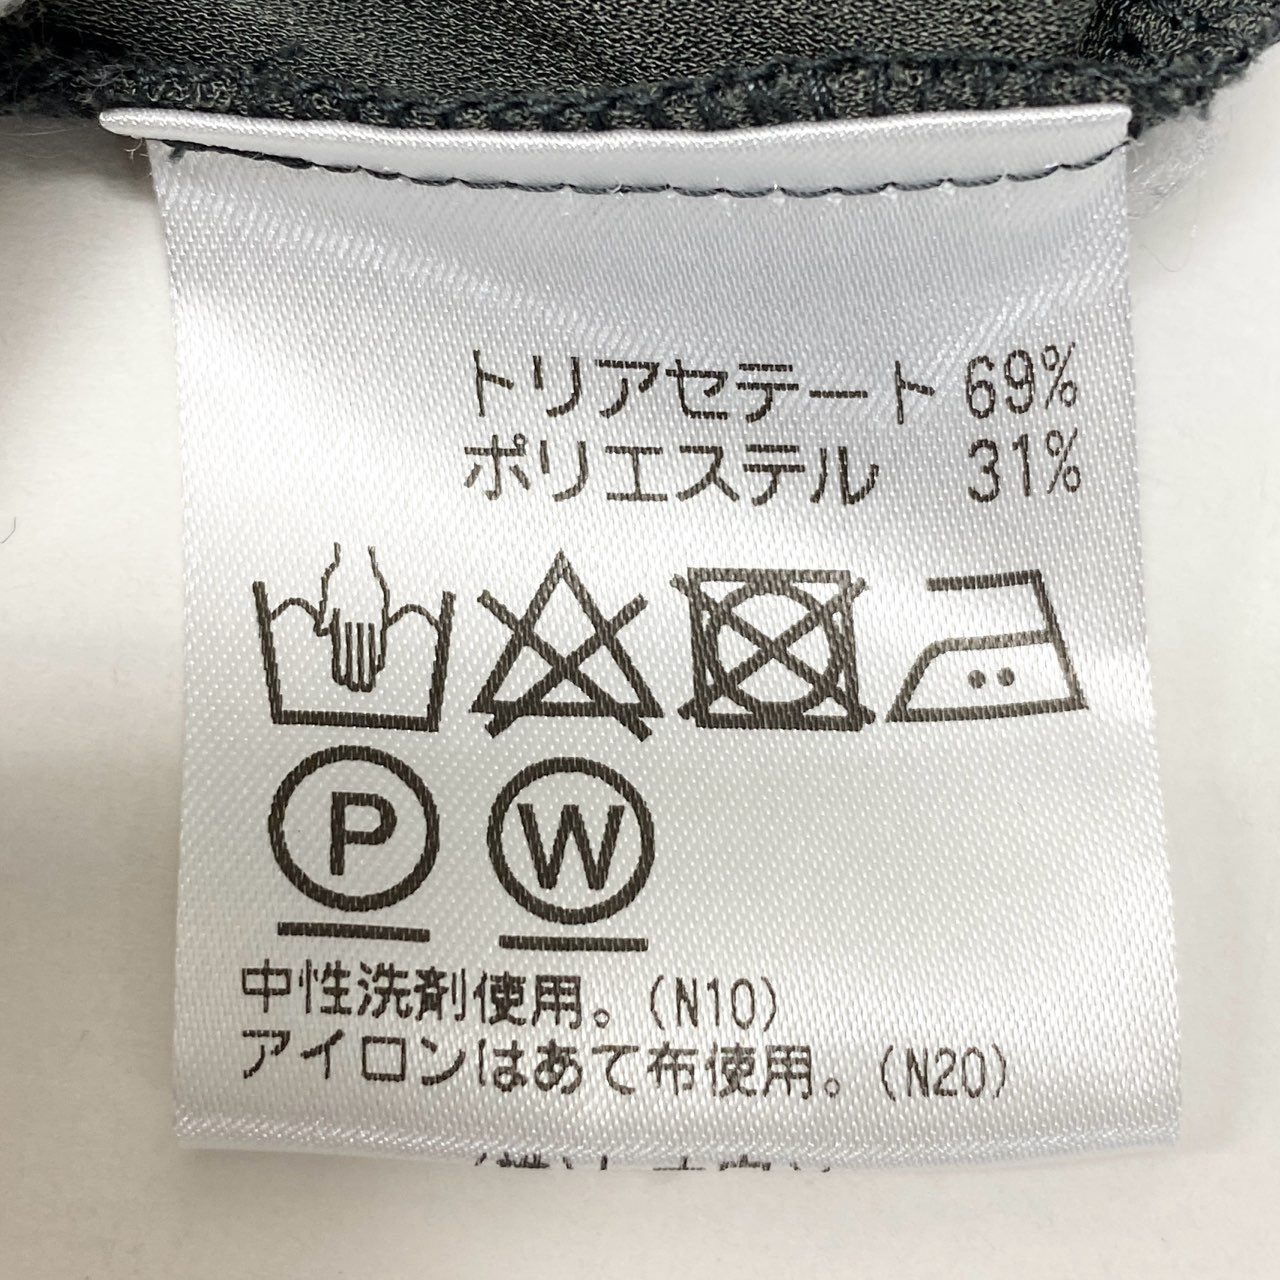 トリアセテート 69%
ポリエステル 31%
P W
中性洗剤使用。(N10)
アイロンはあて布使用。(N20)